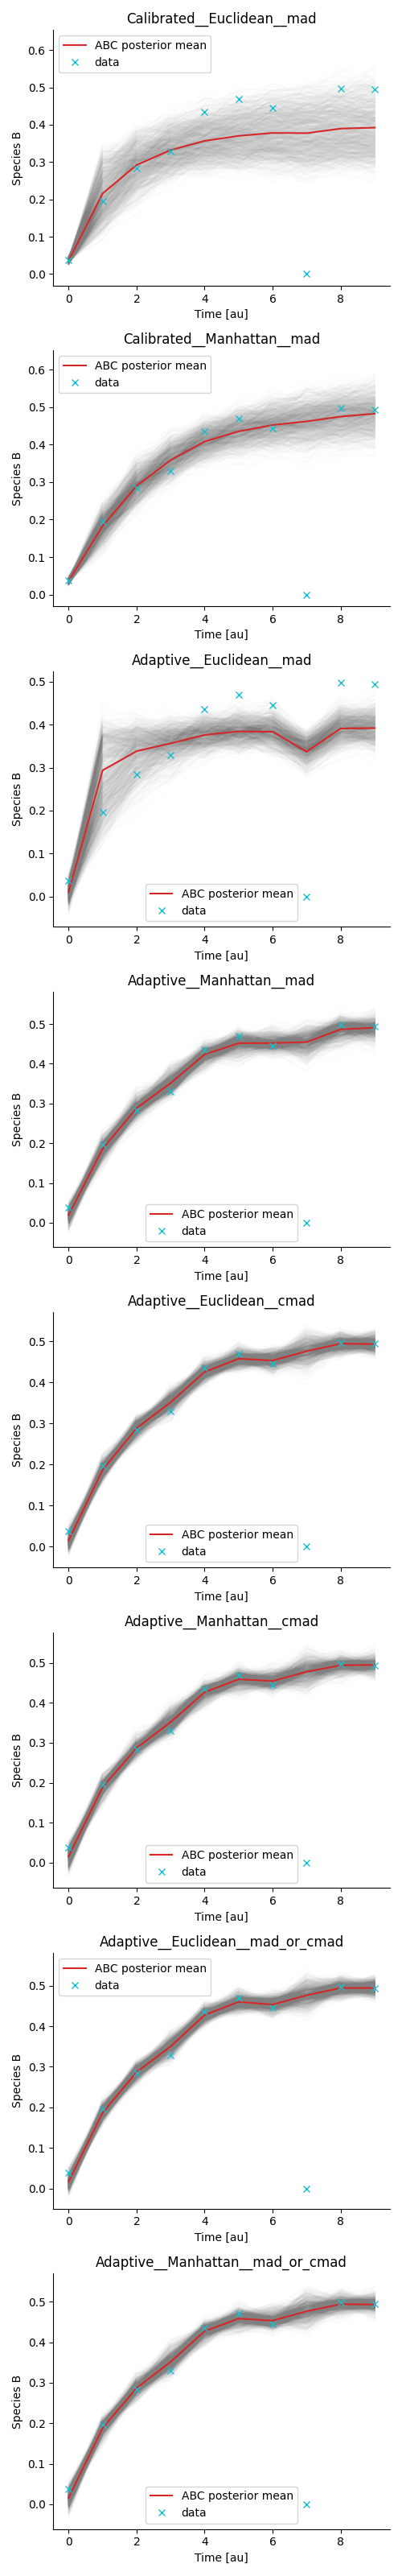 Calibrated__Euclidean__mad
ABC posterior mean
data
0.6
0.5
0.4
0.3
0.2
0.1
0.0
Species B
0 2 4 6 8
Time [au]
Calibrated__Manhattan__mad
ABC posterior mean
data
0.6
0.5
0.4
0.3
0.2
0.1
0.0
Species B
0 2 4 6 8
Time [au]
Adaptive__Euclidean__mad
0.5
0.4
0.3
0.2
0.1
0.0
Species B
ABC posterior mean
data
0 2 4 6 8
Time [au]
Adaptive__Manhattan__mad
0.5
0.4
0.3
0.2
0.1
0.0
Species B
ABC posterior mean
data
0 2 4 6 8
Time [au]
Adaptive__Euclidean__cmad
0.5
0.4
0.3
0.2
0.1
0.0
Species B
ABC posterior mean
data
0 2 4 6 8
Time [au]
Adaptive__Manhattan__cmad
0.5
0.4
0.3
0.2
0.1
0.0
Species B
ABC posterior mean
data
0 2 4 6 8
Time [au]
Adaptive__Euclidean__mad_or_cmad
ABC posterior mean
data
0.5
0.4
0.3
0.2
0.1
0.0
Species B
0 2 4 6 8
Time [au]
Adaptive__Manhattan__mad_or_cmad
0.5
0.4
0.3
0.2
0.1
0.0
Species B
ABC posterior mean
data
0 2 4 6 8
Time [au]